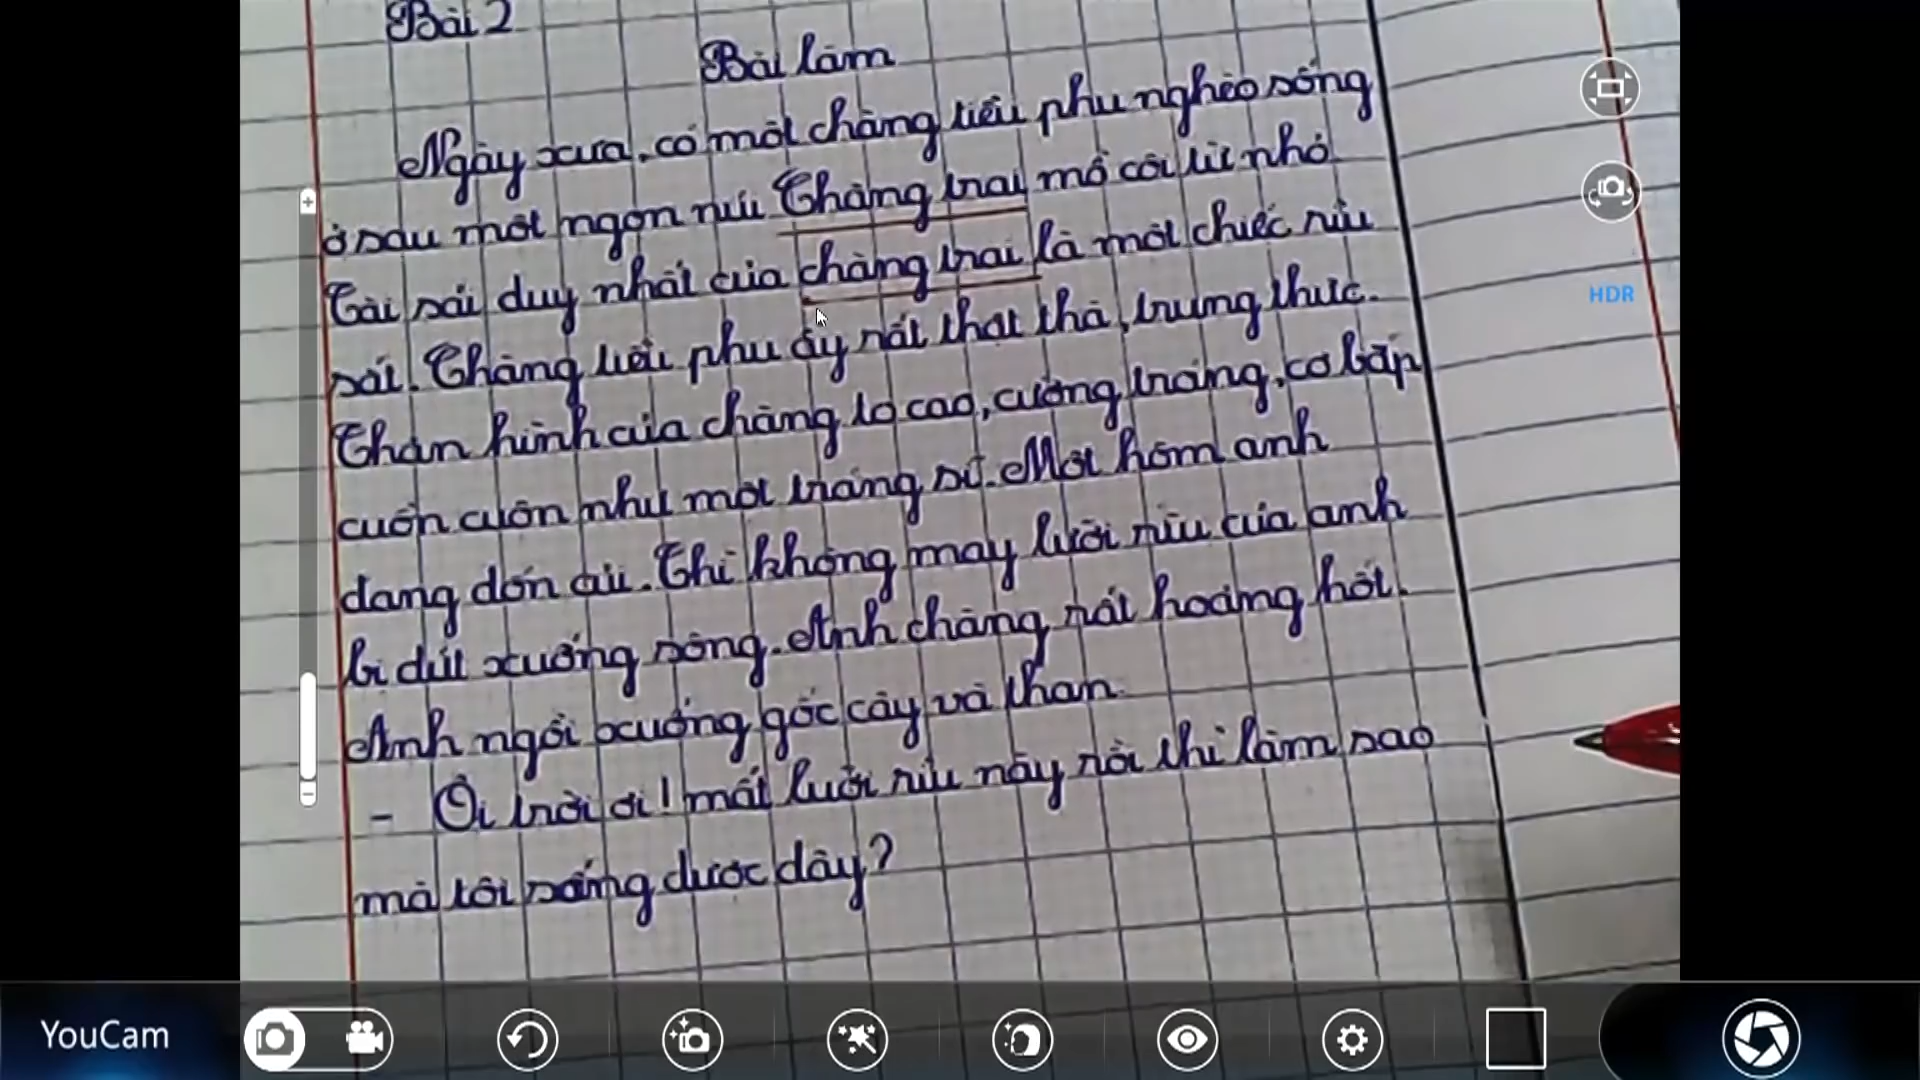 Bài 2
Bài làm
Ngày xưa, có một chàng tiều phu nghèo sống
ở sau một ngọn núi Chàng trai mồ côi từ nhỏ
Tài sải duy nhất của chàng trai là một chiếc rìu
sắt. Chàng tiều phu ấy rất thật thà, trung thực.
Thân hình của chàng to cao, cường tráng, cơ bắp
cuồn cuộn như một tráng sĩ. Một hôm anh
đang đốn củi. Thì không may lưỡi rìu của anh
bị dứt xuống sông. Anh chàng rất hoảng hốt.
Anh ngồi xuống gốc cây và than
- Ôi trời ơi! mất lưỡi rìu này rồi thì làm sao
mà tôi sống được đây?
HDR
YouCam